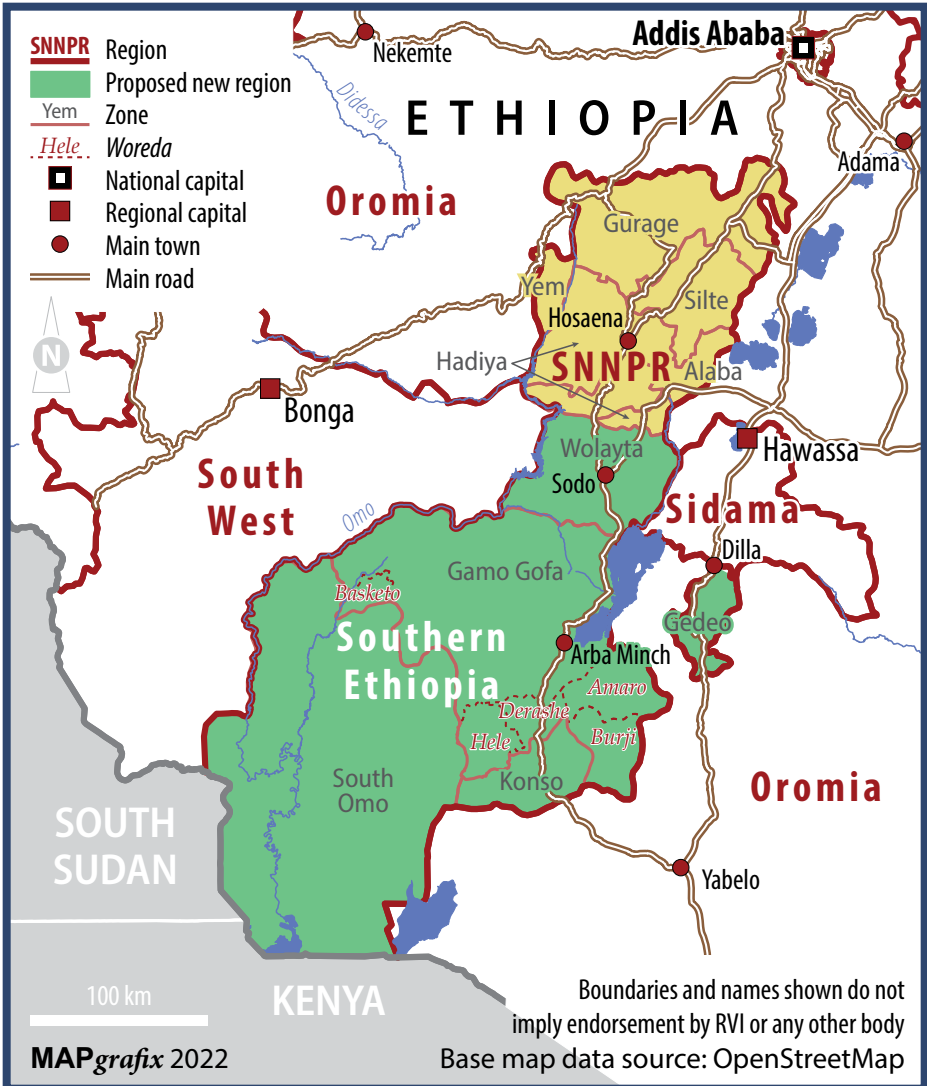 SNNPR Region
Proposed new region
Yem Zone
Hele Woreda
National capital
Regional capital
Main town
Main road
N
Addis Ababa
Nekemte
Didessa
ETHIOPIA
Adama
Oromia
Gurage
Yem
Silte
Hosaena
Hadiya
SNNPR
Alaba
Bonga
Hawassa
Wolayta
South
West
Sodo
Sidama
Omo
Dilla
Gamo Gofa
Basketo
Gedeo
Southern
Ethiopia
Arba Minch
Amaro
Derashe
Hele
Burji
South
Omo
Konso
Oromia
SOUTH
SUDAN
Yabelo
KENYA
100 km
Boundaries and names shown do not
imply endorsement by RVI or any other body
MAPgrafix 2022
Base map data source: OpenStreetMap